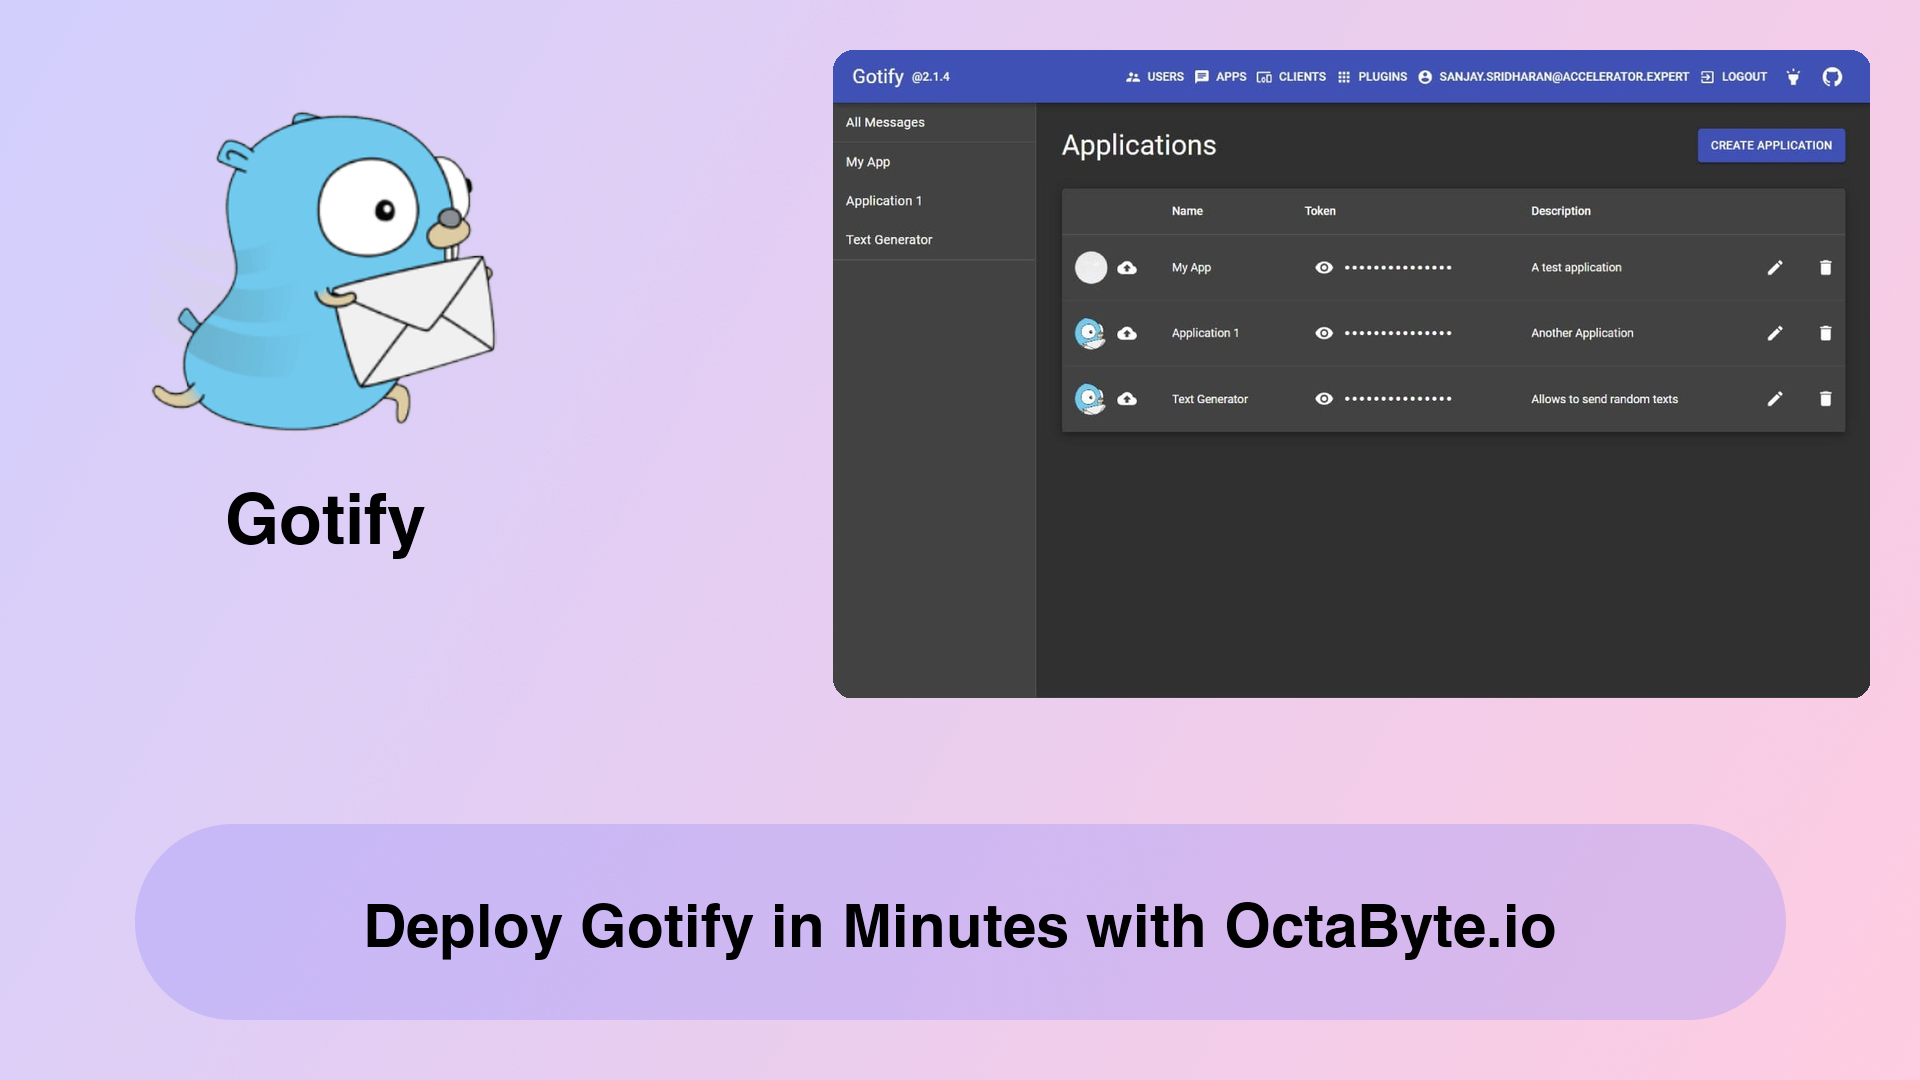 Gotify
Gotify @2.1.4 USERS APPS CLIENTS PLUGINS SANJAY.SRIDHARAN@ACCELERATOR.EXPERT LOGOUT
All Messages
My App
Application 1
Text Generator
Applications
CREATE APPLICATION
Name Token Description
My App ••••••••••••••• A test application
Application 1 ••••••••••••••• Another Application
Text Generator ••••••••••••••• Allows to send random texts
Deploy Gotify in Minutes with OctaByte.io